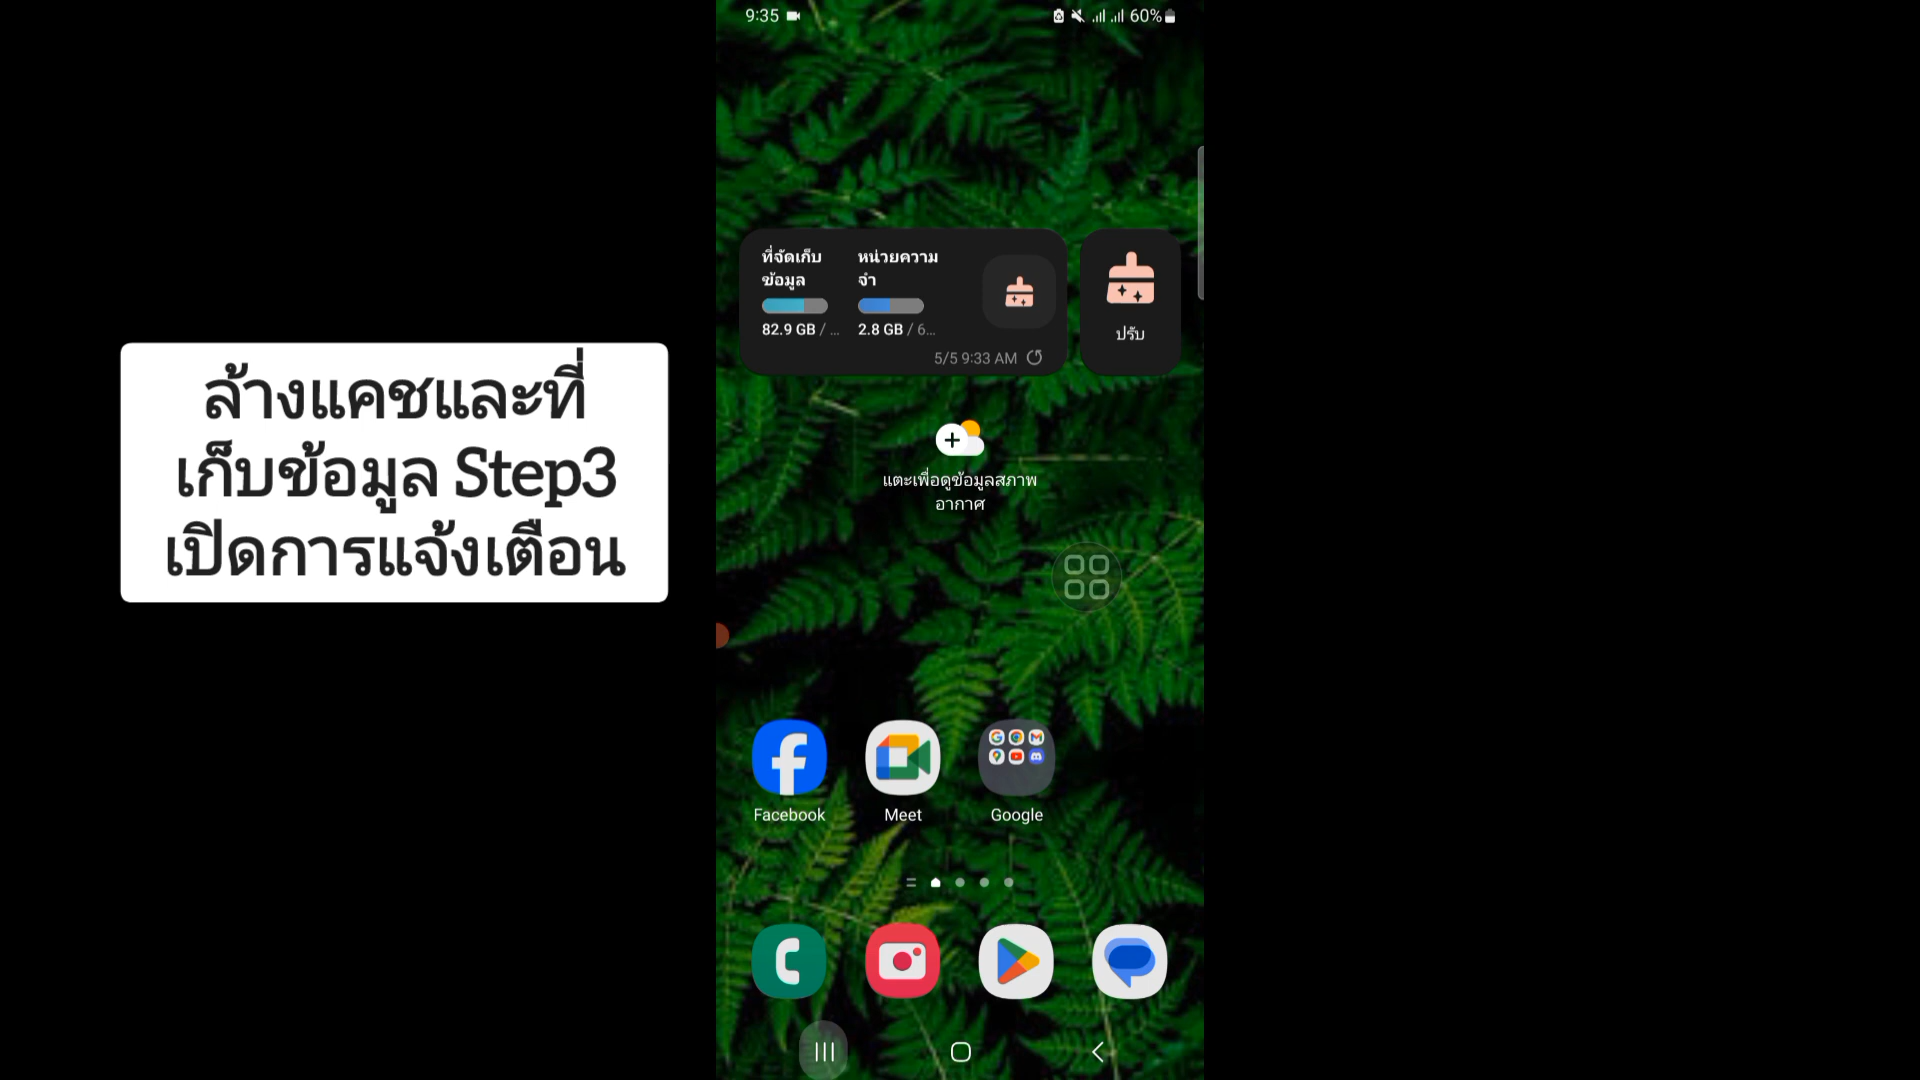 ล้างแคชและที่
เก็บข้อมูล Step3
เปิดการแจ้งเตือน
9:35
60%
ที่จัดเก็บ
ข้อมูล
82.9 GB / ...
หน่วยความ
จำ
2.8 GB / 6...
5/5 9:33 AM
ปรับ
แตะเพื่อดูข้อมูลสภาพ
อากาศ
Facebook
Meet
Google